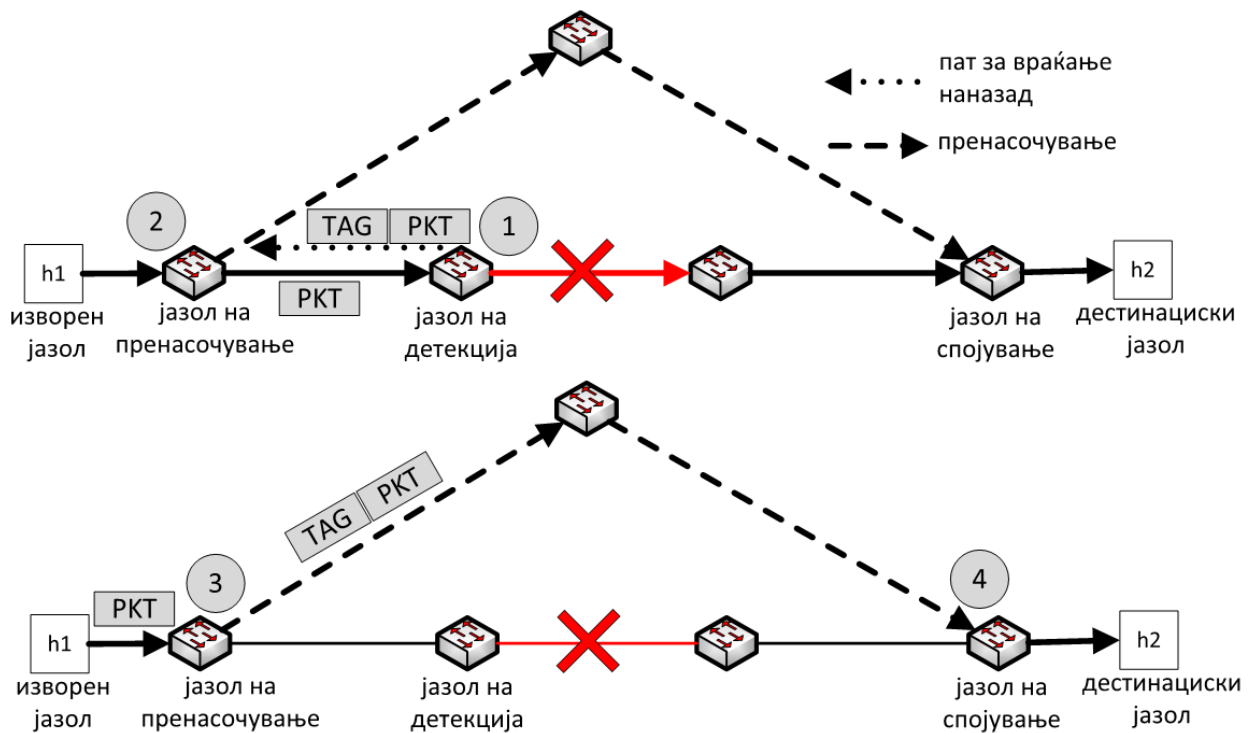 пат за враќање
наназад
пренасочување
2
TAG
PKT
1
h1
PKT
h2
изворен
јазол
јазол на
пренасочување
јазол на
детекција
јазол на
спојување
дестинациски
јазол
TAG
PKT
3
4
PKT
h1
h2
изворен
јазол
јазол на
пренасочување
јазол на
детекција
јазол на
спојување
дестинациски
јазол